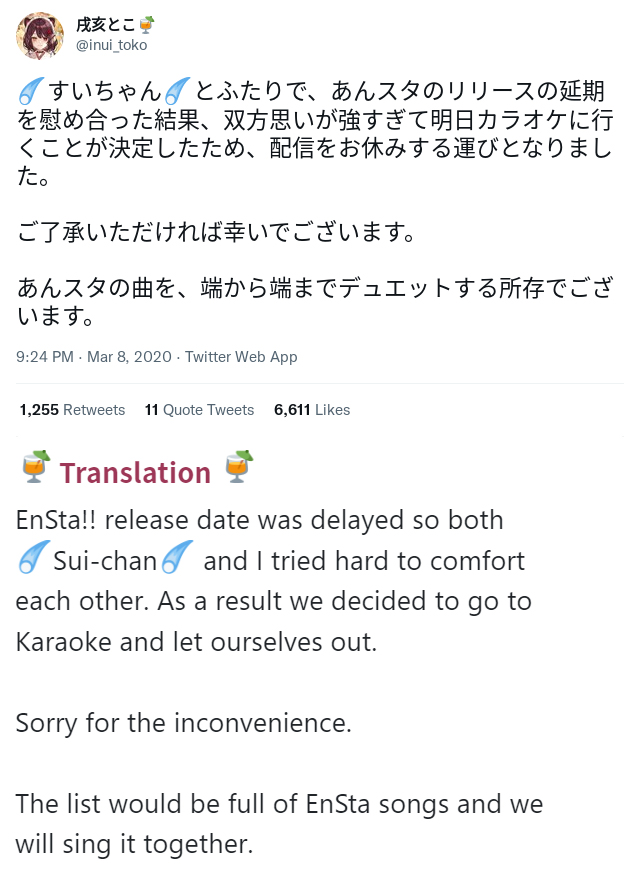 戌亥とこ🍹
@inui_toko
☄️すいちゃん☄️とふたりで、あんスタのリリースの延期
を慰め合った結果、双方思いが強すぎて明日カラオケに行
くことが決定したため、配信をお休みする運びとなりまし
た。
ご了承いただければ幸いでございます。
あんスタの曲を、端から端までデュエットする所存でござ
います。
9:24 PM · Mar 8, 2020 · Twitter Web App
1,255 Retweets 11 Quote Tweets 6,611 Likes
🍹 Translation 🍹
EnSta!! release date was delayed so both
☄️Sui-chan☄️ and I tried hard to comfort
each other. As a result we decided to go to
Karaoke and let ourselves out.
Sorry for the inconvenience.
The list would be full of EnSta songs and we
will sing it together.